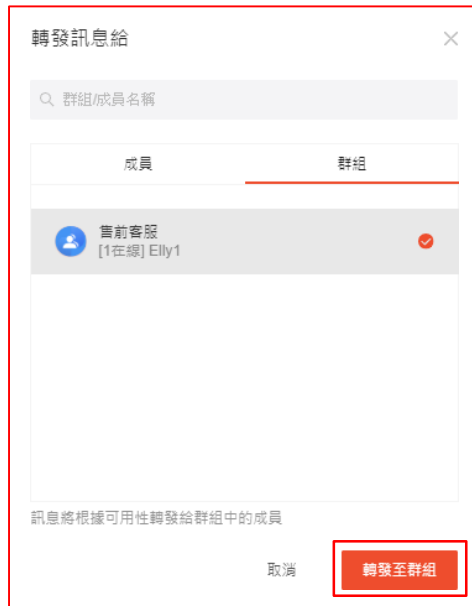 轉發訊息給
群組/成員名稱
成員
群組
售前客服
[1在線] Elly1
訊息將根據可用性轉發給群組中的成員
取消
轉發至群組